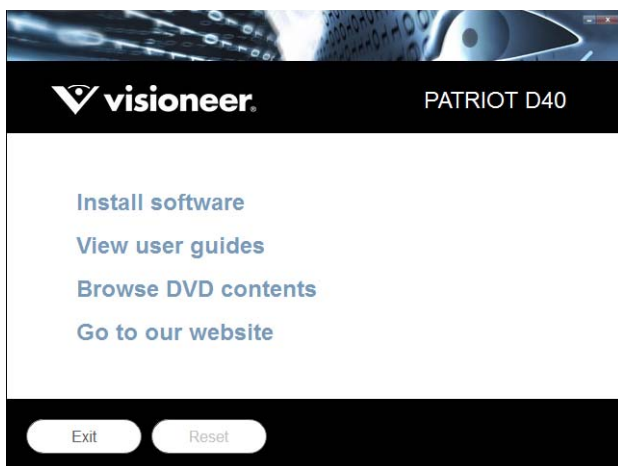 visioneer.
PATRIOT D40
Install software
View user guides
Browse DVD contents
Go to our website
Exit
Reset